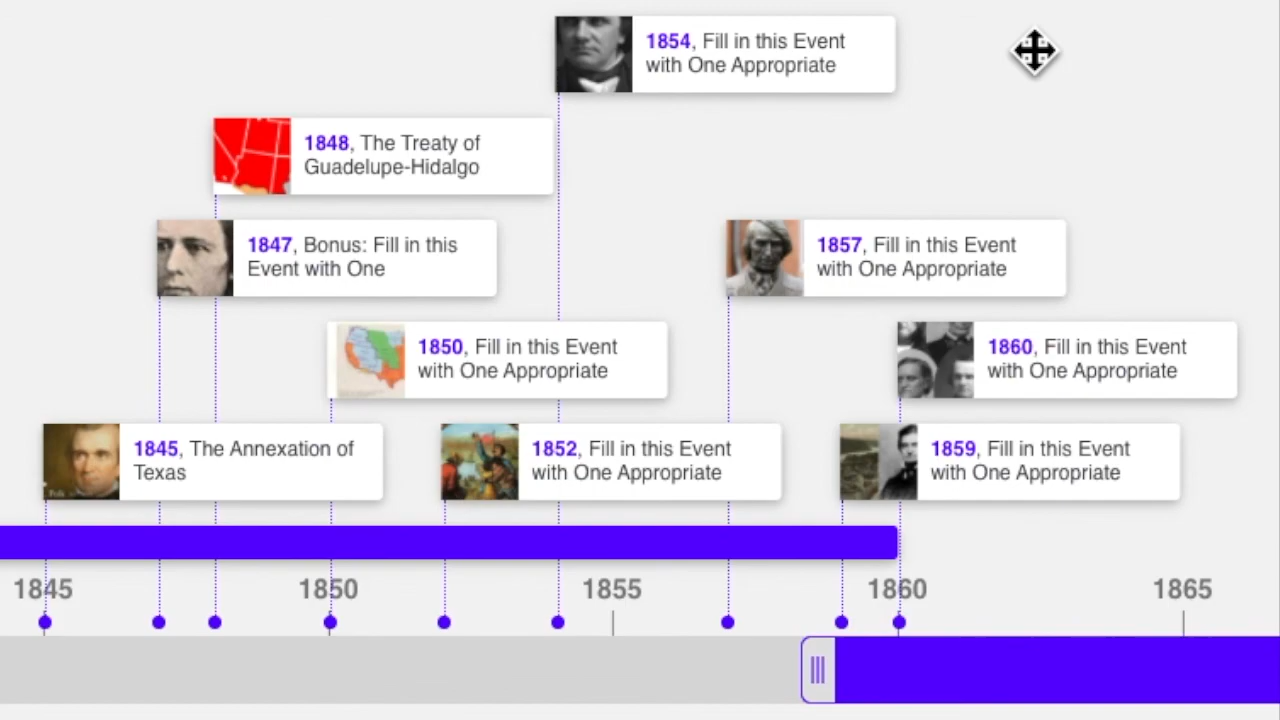 1854, Fill in this Event
with One Appropriate
1848, The Treaty of
Guadelupe-Hidalgo
1847, Bonus: Fill in this
Event with One
1857, Fill in this Event
with One Appropriate
1850, Fill in this Event
with One Appropriate
1860, Fill in this Event
with One Appropriate
1845, The Annexation of
Texas
1852, Fill in this Event
with One Appropriate
1859, Fill in this Event
with One Appropriate
1845
1850
1855
1860
1865